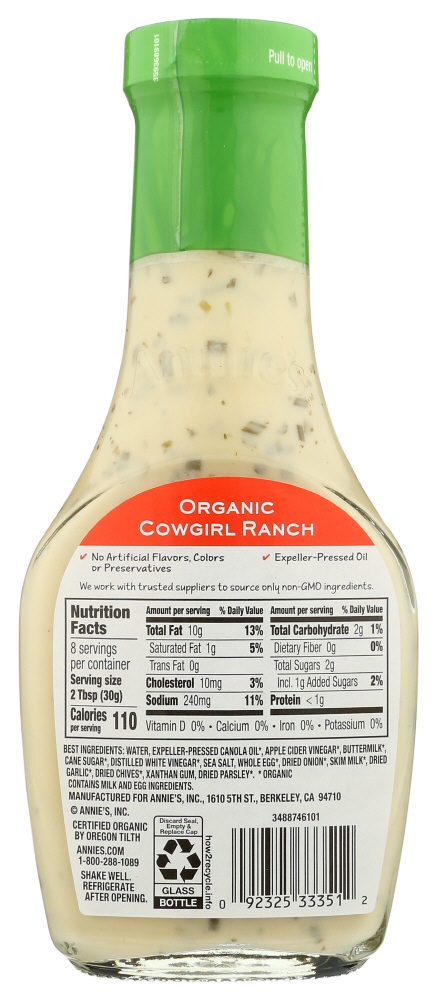 3593689101
Pull to open
Annie's
ORGANIC
COWGIRL RANCH
✓ No Artificial Flavors, Colors
or Preservatives
✓ Expeller-Pressed Oil
We work with trusted suppliers to source only non-GMO ingredients.
Nutrition
Facts
8 servings
per container
Serving size
2 Tbsp (30g)
Calories 110
per serving
Amount per serving % Daily Value
Total Fat 10g 13%
Saturated Fat 1g 5%
Trans Fat 0g
Cholesterol 10mg 3%
Sodium 240mg 11%
Amount per serving % Daily Value
Total Carbohydrate 2g 1%
Dietary Fiber 0g 0%
Total Sugars 2g
Incl. 1g Added Sugars 2%
Protein <1g
Vitamin D 0% • Calcium 0% • Iron 0% • Potassium 0%
BEST INGREDIENTS: WATER, EXPELLER-PRESSED CANOLA OIL*, APPLE CIDER VINEGAR*, BUTTERMILK*,
CANE SUGAR*, DISTILLED WHITE VINEGAR*, SEA SALT, WHOLE EGG*, DRIED ONION*, SKIM MILK*, DRIED
GARLIC*, DRIED CHIVES*, XANTHAN GUM, DRIED PARSLEY*. *ORGANIC
CONTAINS MILK AND EGG INGREDIENTS.
MANUFACTURED FOR ANNIE'S, INC., 1610 5TH ST., BERKELEY, CA 94710
© ANNIE'S, INC.
CERTIFIED ORGANIC
BY OREGON TILTH
ANNIES.COM
1-800-288-1089
SHAKE WELL.
REFRIGERATE
AFTER OPENING.
Discard Seal,
Empty &
Replace Cap
GLASS
BOTTLE
how2recycle.info
3488746101
0 92325 33351 2